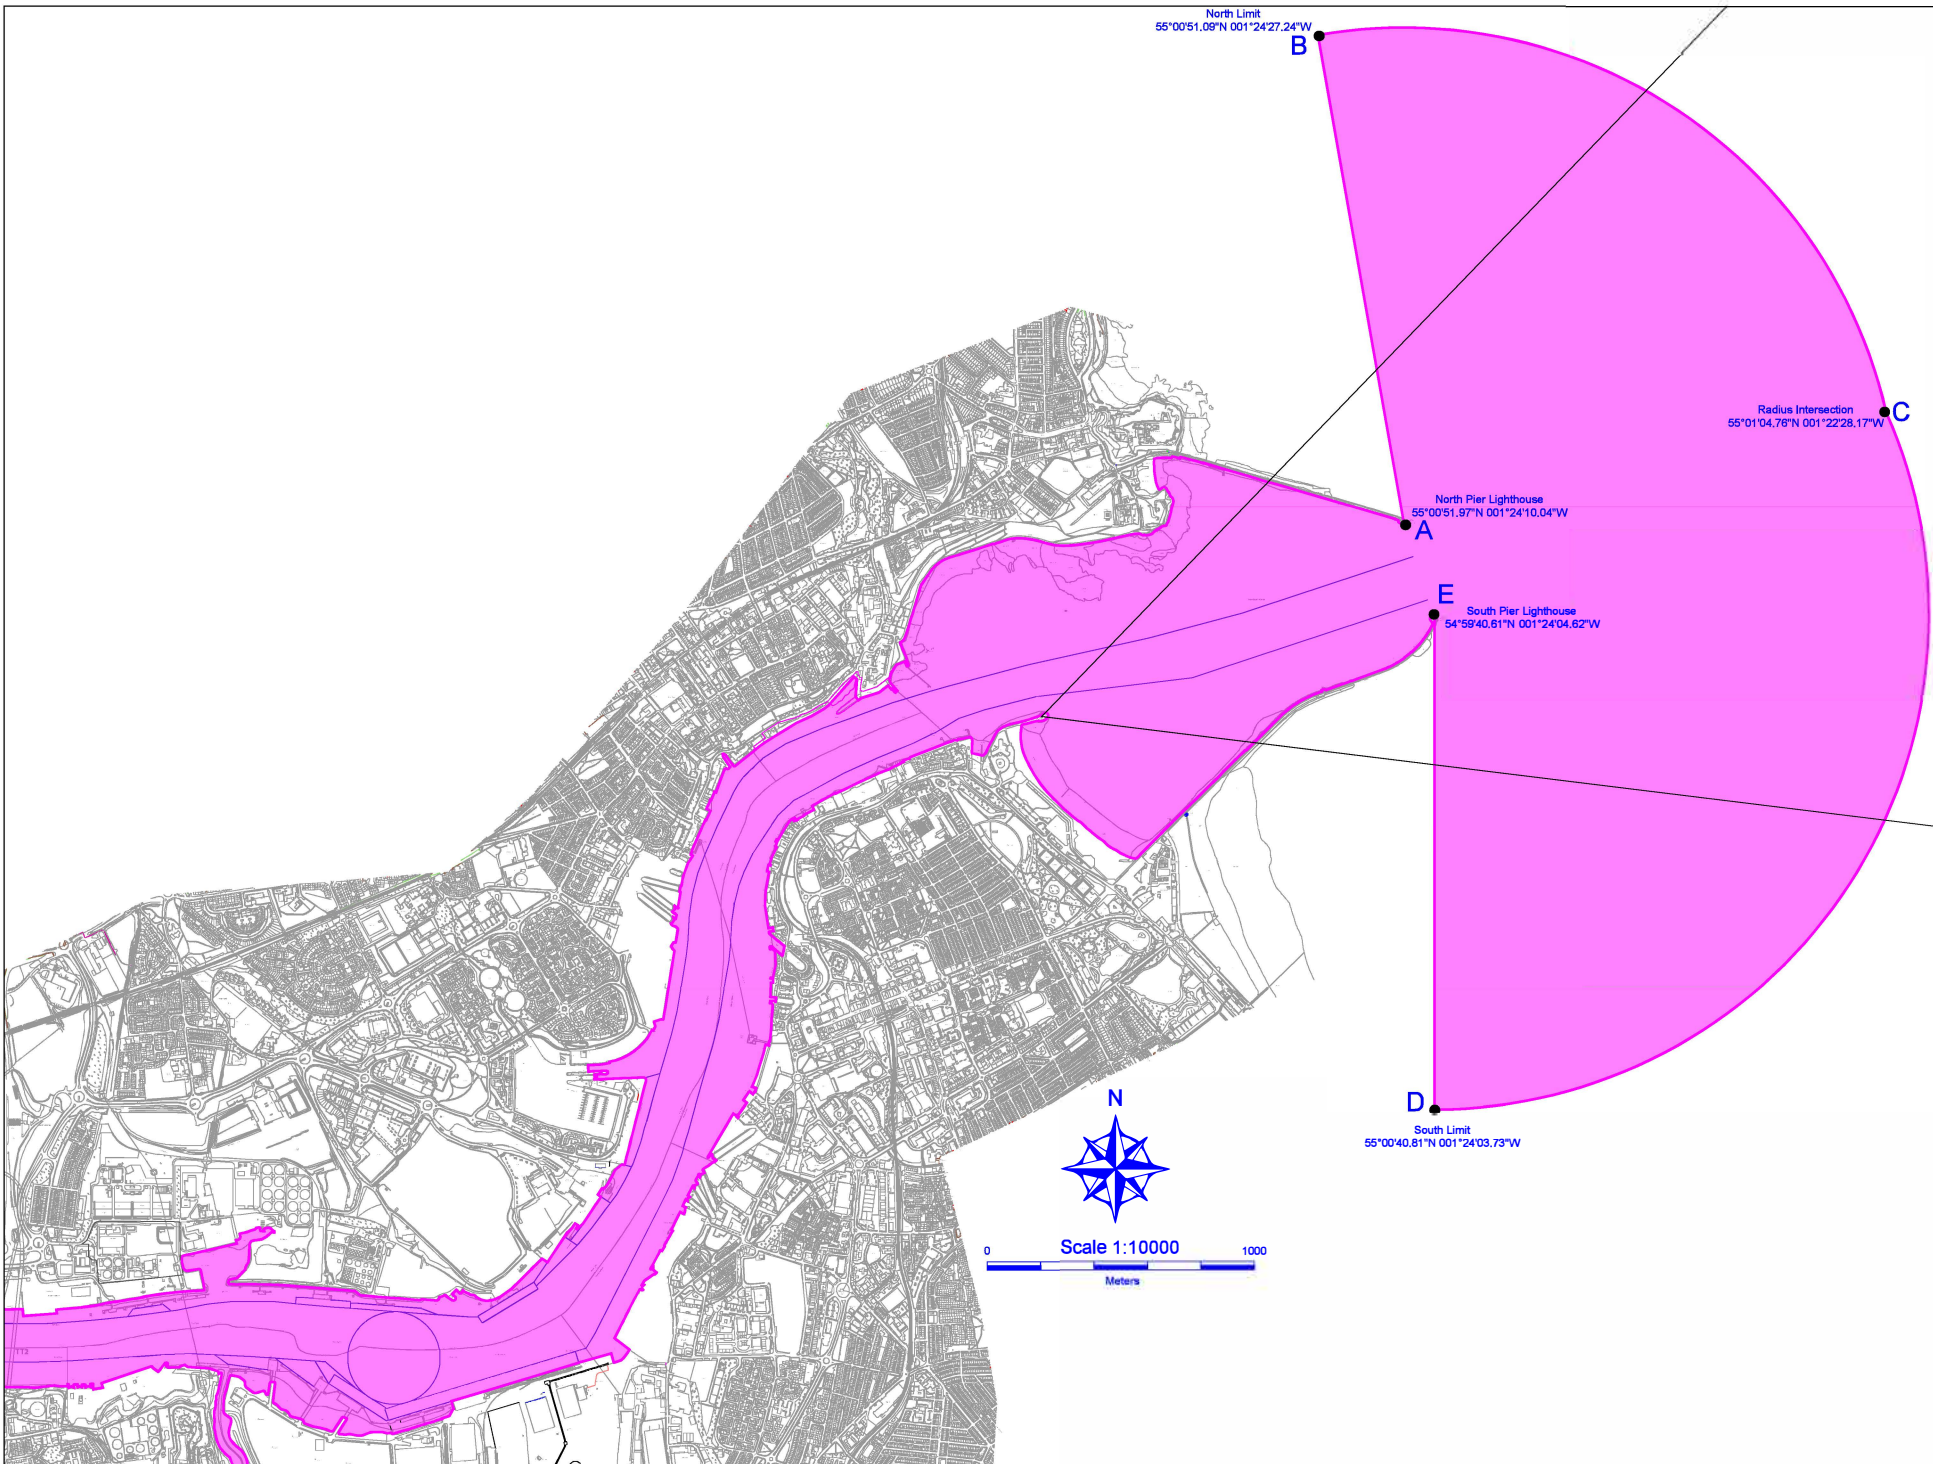 North Limit
55°00'51.09"N 001°24'27.24"W
B
Radius Intersection
55°01'04.76"N 001°22'28.17"W
C
North Pier Lighthouse
55°00'51.97"N 001°24'10.04"W
A
E
South Pier Lighthouse
54°59'40.61"N 001°24'04.62"W
D
South Limit
55°00'40.81"N 001°24'03.73"W
N
0
Scale 1:10000
1000
Meters